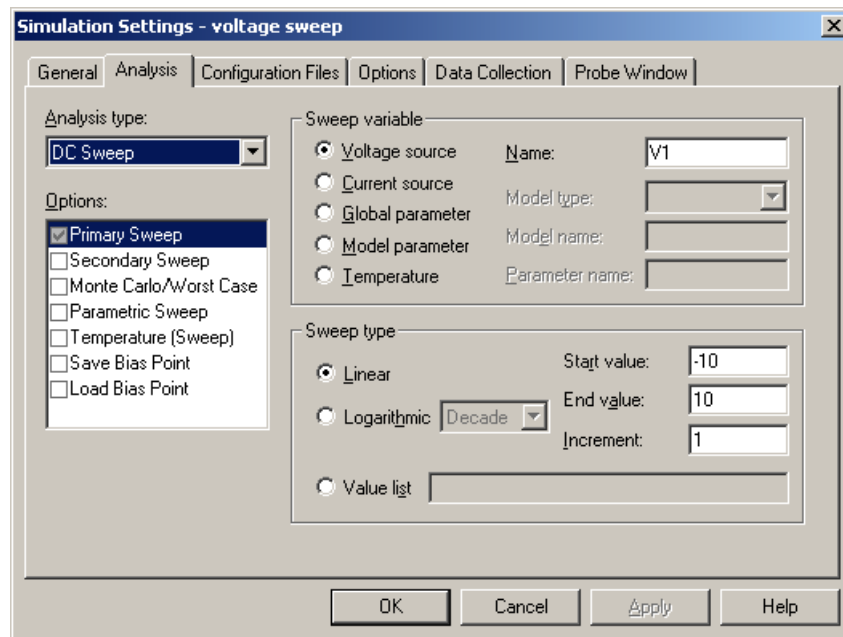 Simulation Settings - voltage sweep
General Analysis Configuration Files Options Data Collection Probe Window
Analysis type:
DC Sweep
Options:
Primary Sweep
Secondary Sweep
Monte Carlo/Worst Case
Parametric Sweep
Temperature (Sweep)
Save Bias Point
Load Bias Point
Sweep variable
Voltage source
Current source
Global parameter
Model parameter
Temperature
Name: V1
Model type:
Model name:
Parameter name:
Sweep type
Linear
Logarithmic Decade
Value list
Start value: -10
End value: 10
Increment: 1
OK Cancel Apply Help